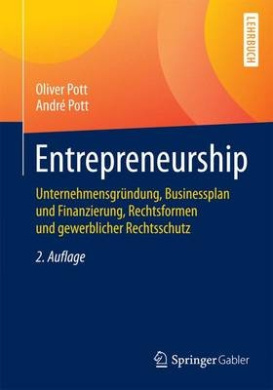 LEHRBUCH
Oliver Pott
André Pott
Entrepreneurship
Unternehmensgründung, Businessplan
und Finanzierung, Rechtsformen
und gewerblicher Rechtsschutz
2. Auflage
Springer Gabler